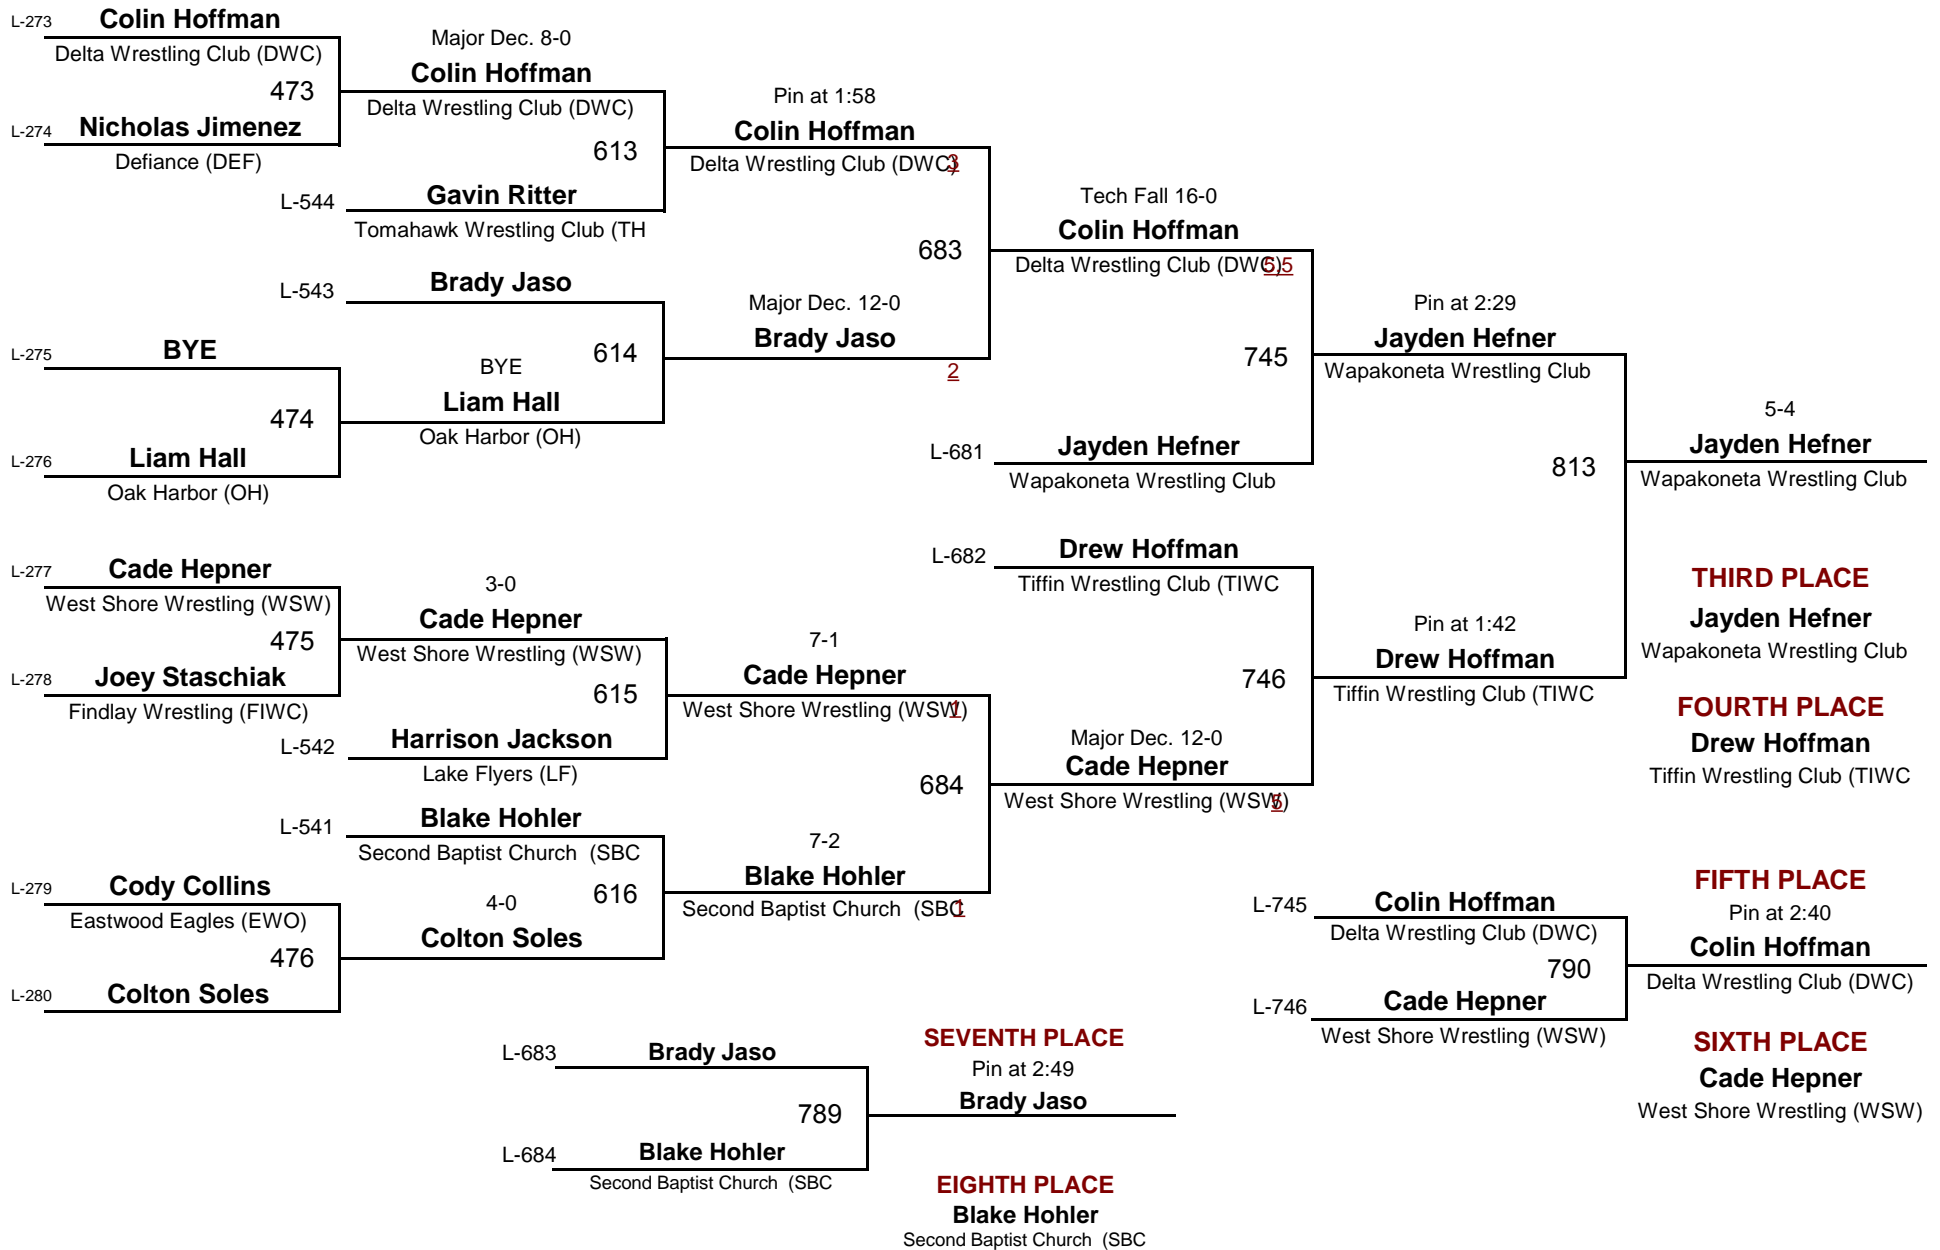 L-273 Colin Hoffman
Delta Wrestling Club (DWC)
473
L-274 Nicholas Jimenez
Defiance (DEF)
Major Dec. 8-0
Colin Hoffman
Delta Wrestling Club (DWC)
613
L-544 Gavin Ritter
Tomahawk Wrestling Club (TH
Pin at 1:58
Colin Hoffman
Delta Wrestling Club (DWC) 3
683
L-543 Brady Jaso
614
L-275 BYE
474
L-276 Liam Hall
Oak Harbor (OH)
BYE
Liam Hall
Oak Harbor (OH)
Major Dec. 12-0
Brady Jaso
2
Tech Fall 16-0
Colin Hoffman
Delta Wrestling Club (DWC) 5.5
745
L-681 Jayden Hefner
Wapakoneta Wrestling Club
Pin at 2:29
Jayden Hefner
Wapakoneta Wrestling Club
813
5-4
Jayden Hefner
Wapakoneta Wrestling Club
L-277 Cade Hepner
West Shore Wrestling (WSW)
475
L-278 Joey Staschiak
Findlay Wrestling (FIWC)
3-0
Cade Hepner
West Shore Wrestling (WSW)
615
L-542 Harrison Jackson
Lake Flyers (LF)
7-1
Cade Hepner
West Shore Wrestling (WSW) 1
684
L-541 Blake Hohler
Second Baptist Church (SBC
616
L-279 Cody Collins
Eastwood Eagles (EWO)
476
L-280 Colton Soles
4-0
Colton Soles
7-2
Blake Hohler
Second Baptist Church (SBC 1
L-682 Drew Hoffman
Tiffin Wrestling Club (TIWC
746
Major Dec. 12-0
Cade Hepner
West Shore Wrestling (WSW) 5
Pin at 1:42
Drew Hoffman
Tiffin Wrestling Club (TIWC
THIRD PLACE
Jayden Hefner
Wapakoneta Wrestling Club
FOURTH PLACE
Drew Hoffman
Tiffin Wrestling Club (TIWC
L-745 Colin Hoffman
Delta Wrestling Club (DWC)
790
L-746 Cade Hepner
West Shore Wrestling (WSW)
FIFTH PLACE
Pin at 2:40
Colin Hoffman
Delta Wrestling Club (DWC)
SIXTH PLACE
Cade Hepner
West Shore Wrestling (WSW)
L-683 Brady Jaso
789
L-684 Blake Hohler
Second Baptist Church (SBC
SEVENTH PLACE
Pin at 2:49
Brady Jaso
EIGHTH PLACE
Blake Hohler
Second Baptist Church (SBC